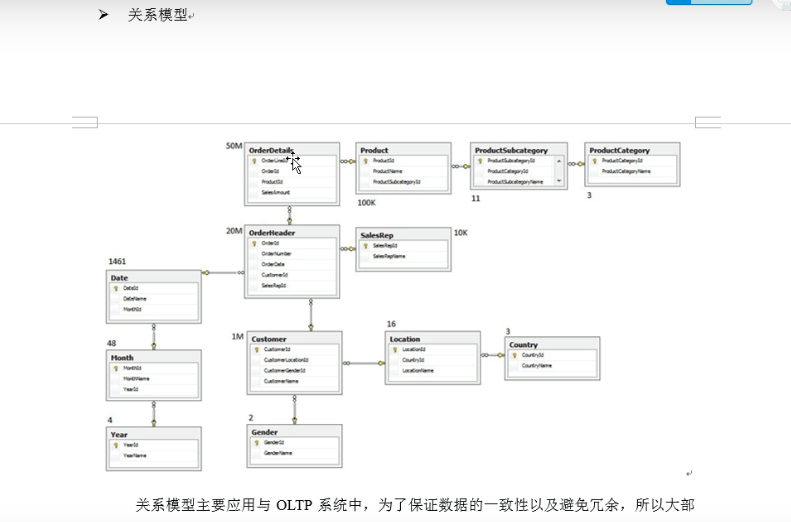 ➢ 关系模型
50M
OrderDetails
OrderLineId
OrderId
ProductId
SalesAmount
Product
ProductId
ProductName
ProductSubcategoryId
100K
ProductSubcategory
ProductSubcategoryId
ProductCategoryId
ProductSubcategoryName
11
ProductCategory
ProductCategoryId
ProductCategoryName
3
20M
OrderHeader
OrderId
OrderNumber
OrderDate
CustomerId
SalesRepId
SalesRep
SalesRepId
SalesRepName
10K
1461
Date
DateId
DateName
MonthId
48
Month
MonthId
MonthName
YearId
4
Year
YearId
YearName
1M
Customer
CustomerId
CustomerLocationId
CustomerGenderId
CustomerName
16
Location
LocationId
CountryId
LocationName
3
Country
CountryId
CountryName
2
Gender
GenderId
GenderName
关系模型主要应用与 OLTP 系统中，为了保证数据的一致性以及避免冗余，所以大部